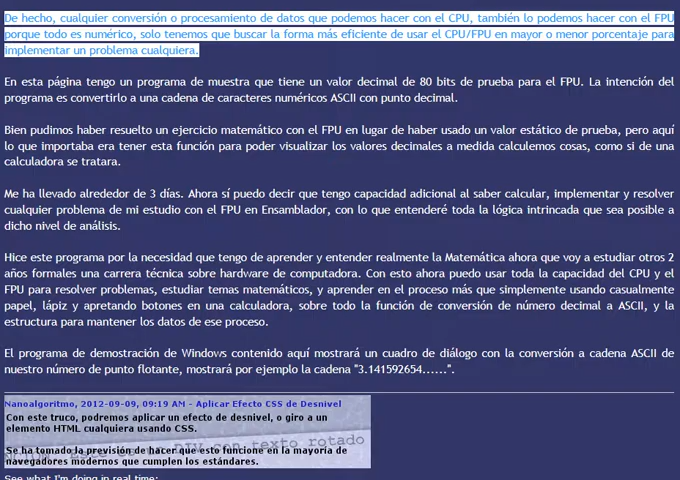 De hecho, cualquier conversión o procesamiento de datos que podemos hacer con el CPU, también lo podemos hacer con el FPU
porque todo es numérico, solo tenemos que buscar la forma más eficiente de usar el CPU/FPU en mayor o menor porcentaje para
implementar un problema cualquiera.
En esta página tengo un programa de muestra que tiene un valor decimal de 80 bits de prueba para el FPU. La intención del
programa es convertirlo a una cadena de caracteres numéricos ASCII con punto decimal.
Bien pudimos haber resuelto un ejercicio matemático con el FPU en lugar de haber usado un valor estático de prueba, pero aquí
lo que importaba era tener esta función para poder visualizar los valores decimales a medida calculemos cosas, como si de una
calculadora se tratara.
Me ha llevado alrededor de 3 días. Ahora sí puedo decir que tengo capacidad adicional al saber calcular, implementar y resolver
cualquier problema de mi estudio con el FPU en Ensamblador, con lo que entenderé toda la lógica intrincada que sea posible a
dicho nivel de análisis.
Hice este programa por la necesidad que tengo de aprender y entender realmente la Matemática ahora que voy a estudiar otros 2
años formales una carrera técnica sobre hardware de computadora. Con esto ahora puedo usar toda la capacidad del CPU y el
FPU para resolver problemas, estudiar temas matemáticos, y aprender en el proceso más que simplemente usando casualmente
papel, lápiz y apretando botones en una calculadora, sobre todo la función de conversión de número decimal a ASCII, y la
estructura para mantener los datos de ese proceso.
El programa de demostración de Windows contenido aquí mostrará un cuadro de diálogo con la conversión a cadena ASCII de
nuestro número de punto flotante, mostrará por ejemplo la cadena "3.141592654......".
Nanoalgoritmo, 2012-09-09, 09:19 AM - Aplicar Efecto CSS de Desnivel
Con este truco, podremos aplicar un efecto de desnivel, o giro a un
elemento HTML cualquiera usando CSS.
DIV con texto rotado
Se ha tomado la previsión de hacer que esto funcione en la mayoría de
navegadores modernos que cumplen los estándares.
See what I'm doing in real time: